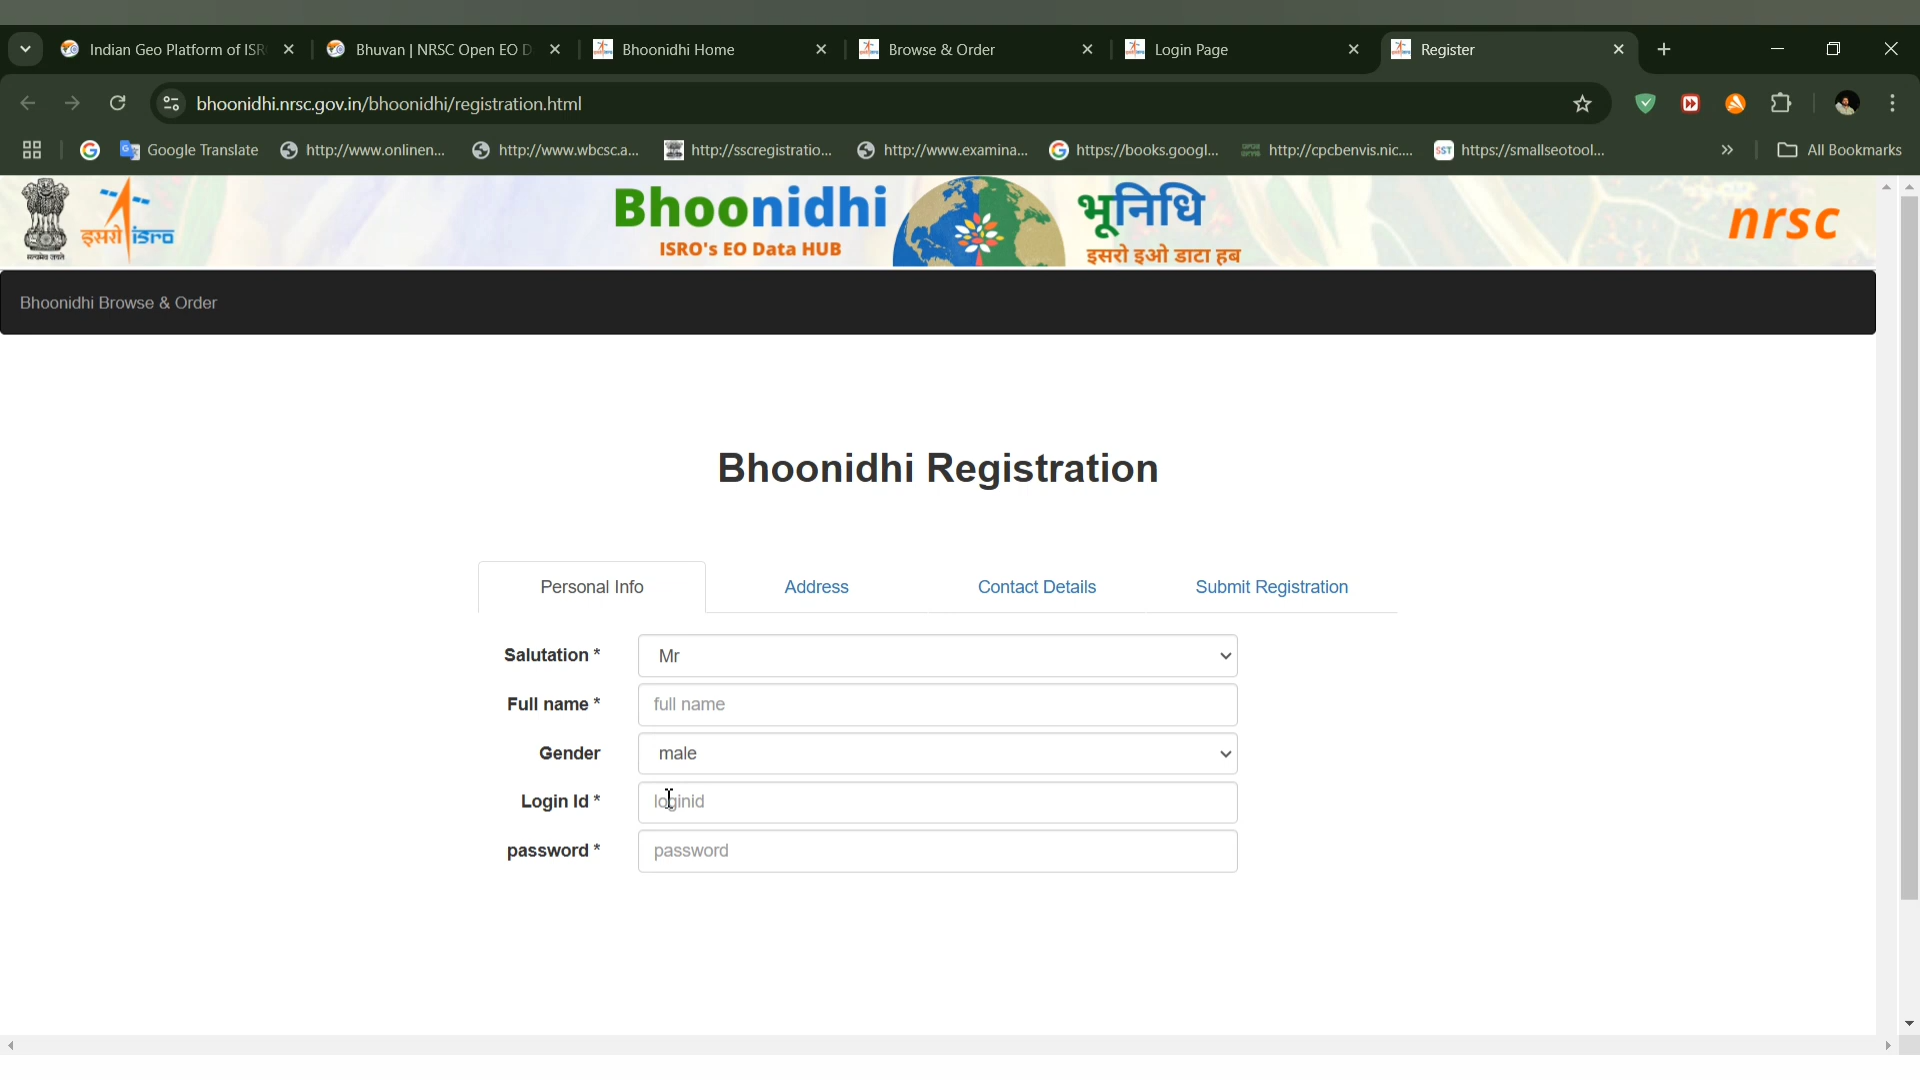 Indian Geo Platform of ISR
Bhuvan | NRSC Open EO D
Bhoonidhi Home
Browse & Order
Login Page
Register
bhoonidhi.nrsc.gov.in/bhoonidhi/registration.html
Google Translate
http://www.onlinen...
http://www.wbcsc.a...
http://sscregistratio...
http://www.examina...
https://books.googl...
http://cpcbenvis.nic....
SST
https://smallseotool...
All Bookmarks
इसरो isro
Bhoonidhi
ISRO's EO Data HUB
भूनिधि
इसरो इओ डाटा हब
nrsc
Bhoonidhi Browse & Order
Bhoonidhi Registration
Personal Info
Address
Contact Details
Submit Registration
Salutation *
Mr
Full name *
full name
Gender
male
Login Id *
loginid
password *
password